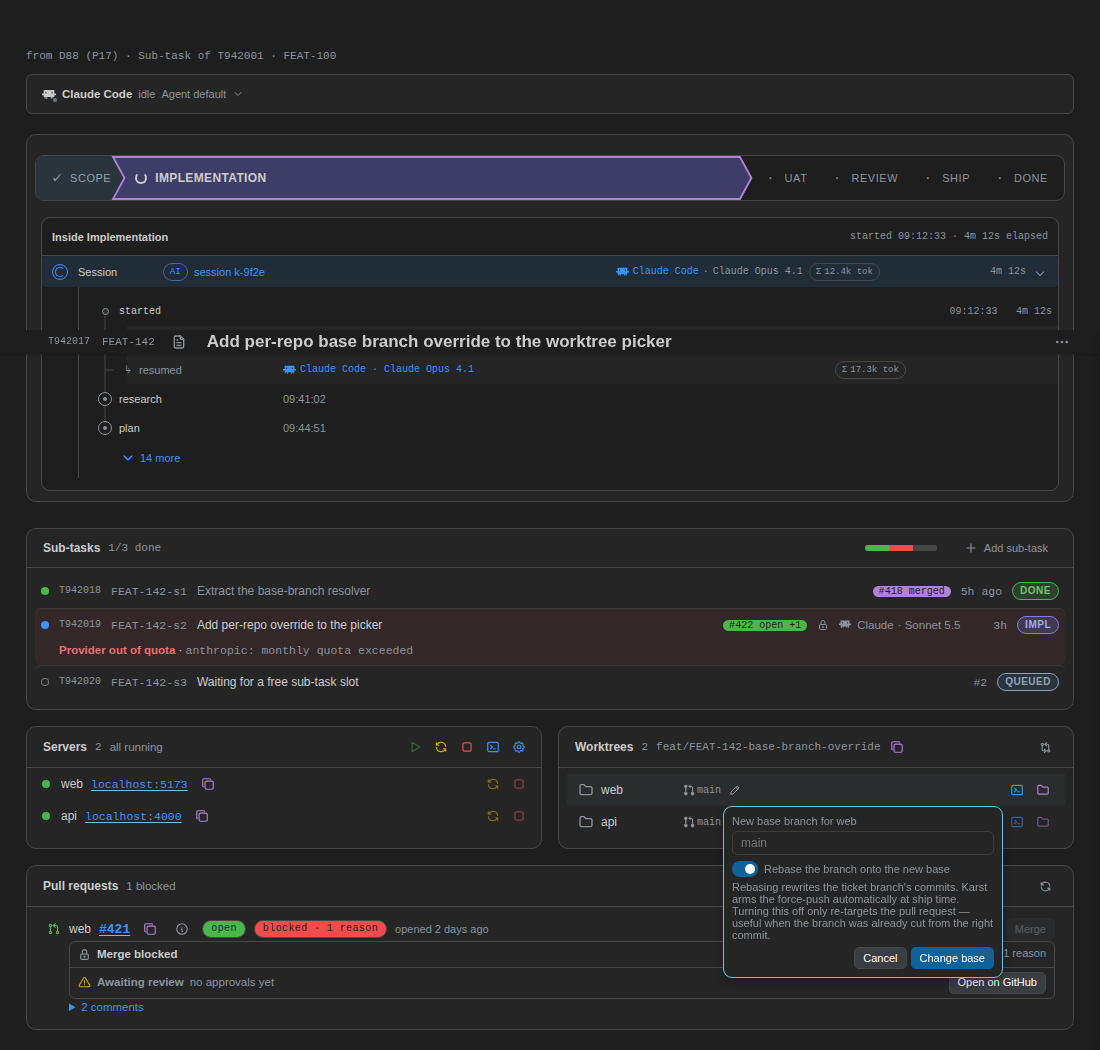 from D88 (P17) · Sub-task of T942001 · FEAT-100
Claude Code idle Agent default
SCOPE IMPLEMENTATION · UAT · REVIEW · SHIP · DONE
Inside Implementation started 09:12:33 · 4m 12s elapsed
Session AI session k-9f2e Claude Code · Claude Opus 4.1 Σ 12.4k tok 4m 12s
started 09:12:33 4m 12s
T942017 FEAT-142 Add per-repo base branch override to the worktree picker
↳ resumed Claude Code · Claude Opus 4.1 Σ 17.3k tok
research 09:41:02
plan 09:44:51
14 more
Sub-tasks 1/3 done Add sub-task
T942018 FEAT-142-s1 Extract the base-branch resolver #418 merged 5h ago DONE
T942019 FEAT-142-s2 Add per-repo override to the picker #422 open +1 Claude · Sonnet 5.5 3h IMPL
Provider out of quota · anthropic: monthly quota exceeded
T942020 FEAT-142-s3 Waiting for a free sub-task slot #2 QUEUED
Servers 2 all running
web localhost:5173
api localhost:4000
Worktrees 2 feat/FEAT-142-base-branch-override
web main
api main
New base branch for web
main
Rebase the branch onto the new base
Rebasing rewrites the ticket branch's commits. Karst
arms the force-push automatically at ship time.
Turning this off only re-targets the pull request —
useful when the branch was already cut from the right
commit.
Cancel Change base
Pull requests 1 blocked
web #421 open blocked · 1 reason opened 2 days ago Merge
Merge blocked 1 reason
Awaiting review no approvals yet Open on GitHub
2 comments